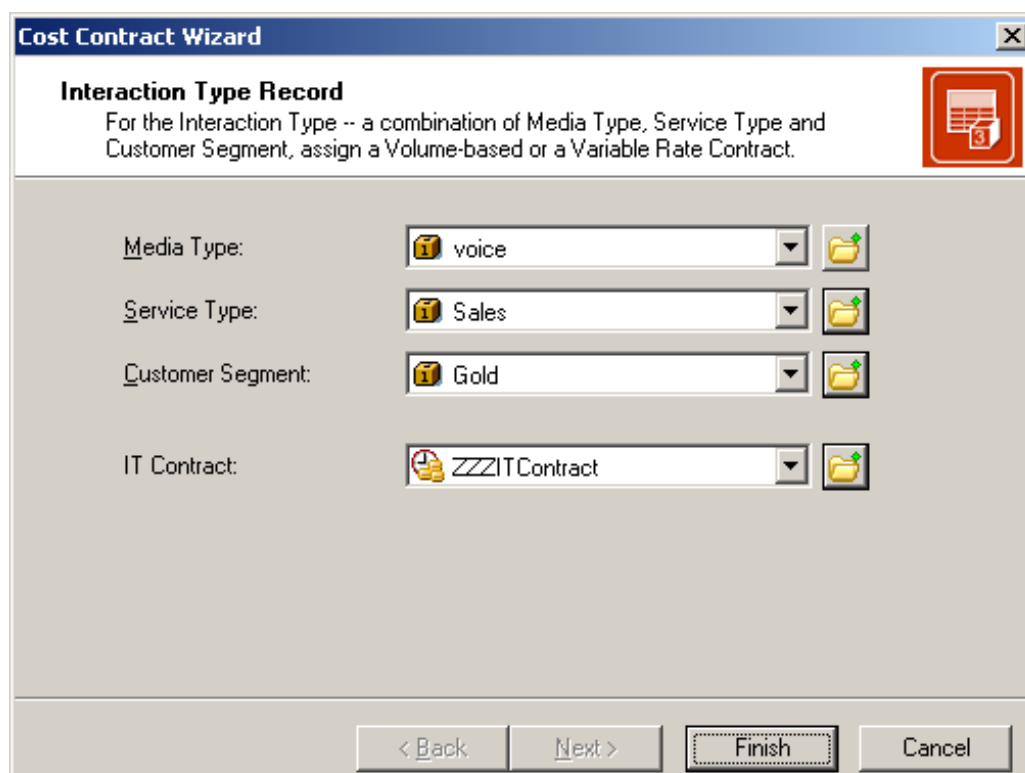 Cost Contract Wizard
Interaction Type Record
For the Interaction Type -- a combination of Media Type, Service Type and
Customer Segment, assign a Volume-based or a Variable Rate Contract.
3
Media Type:
voice
Service Type:
Sales
Customer Segment:
Gold
IT Contract:
ZZZITContract
< Back
Next >
Finish
Cancel